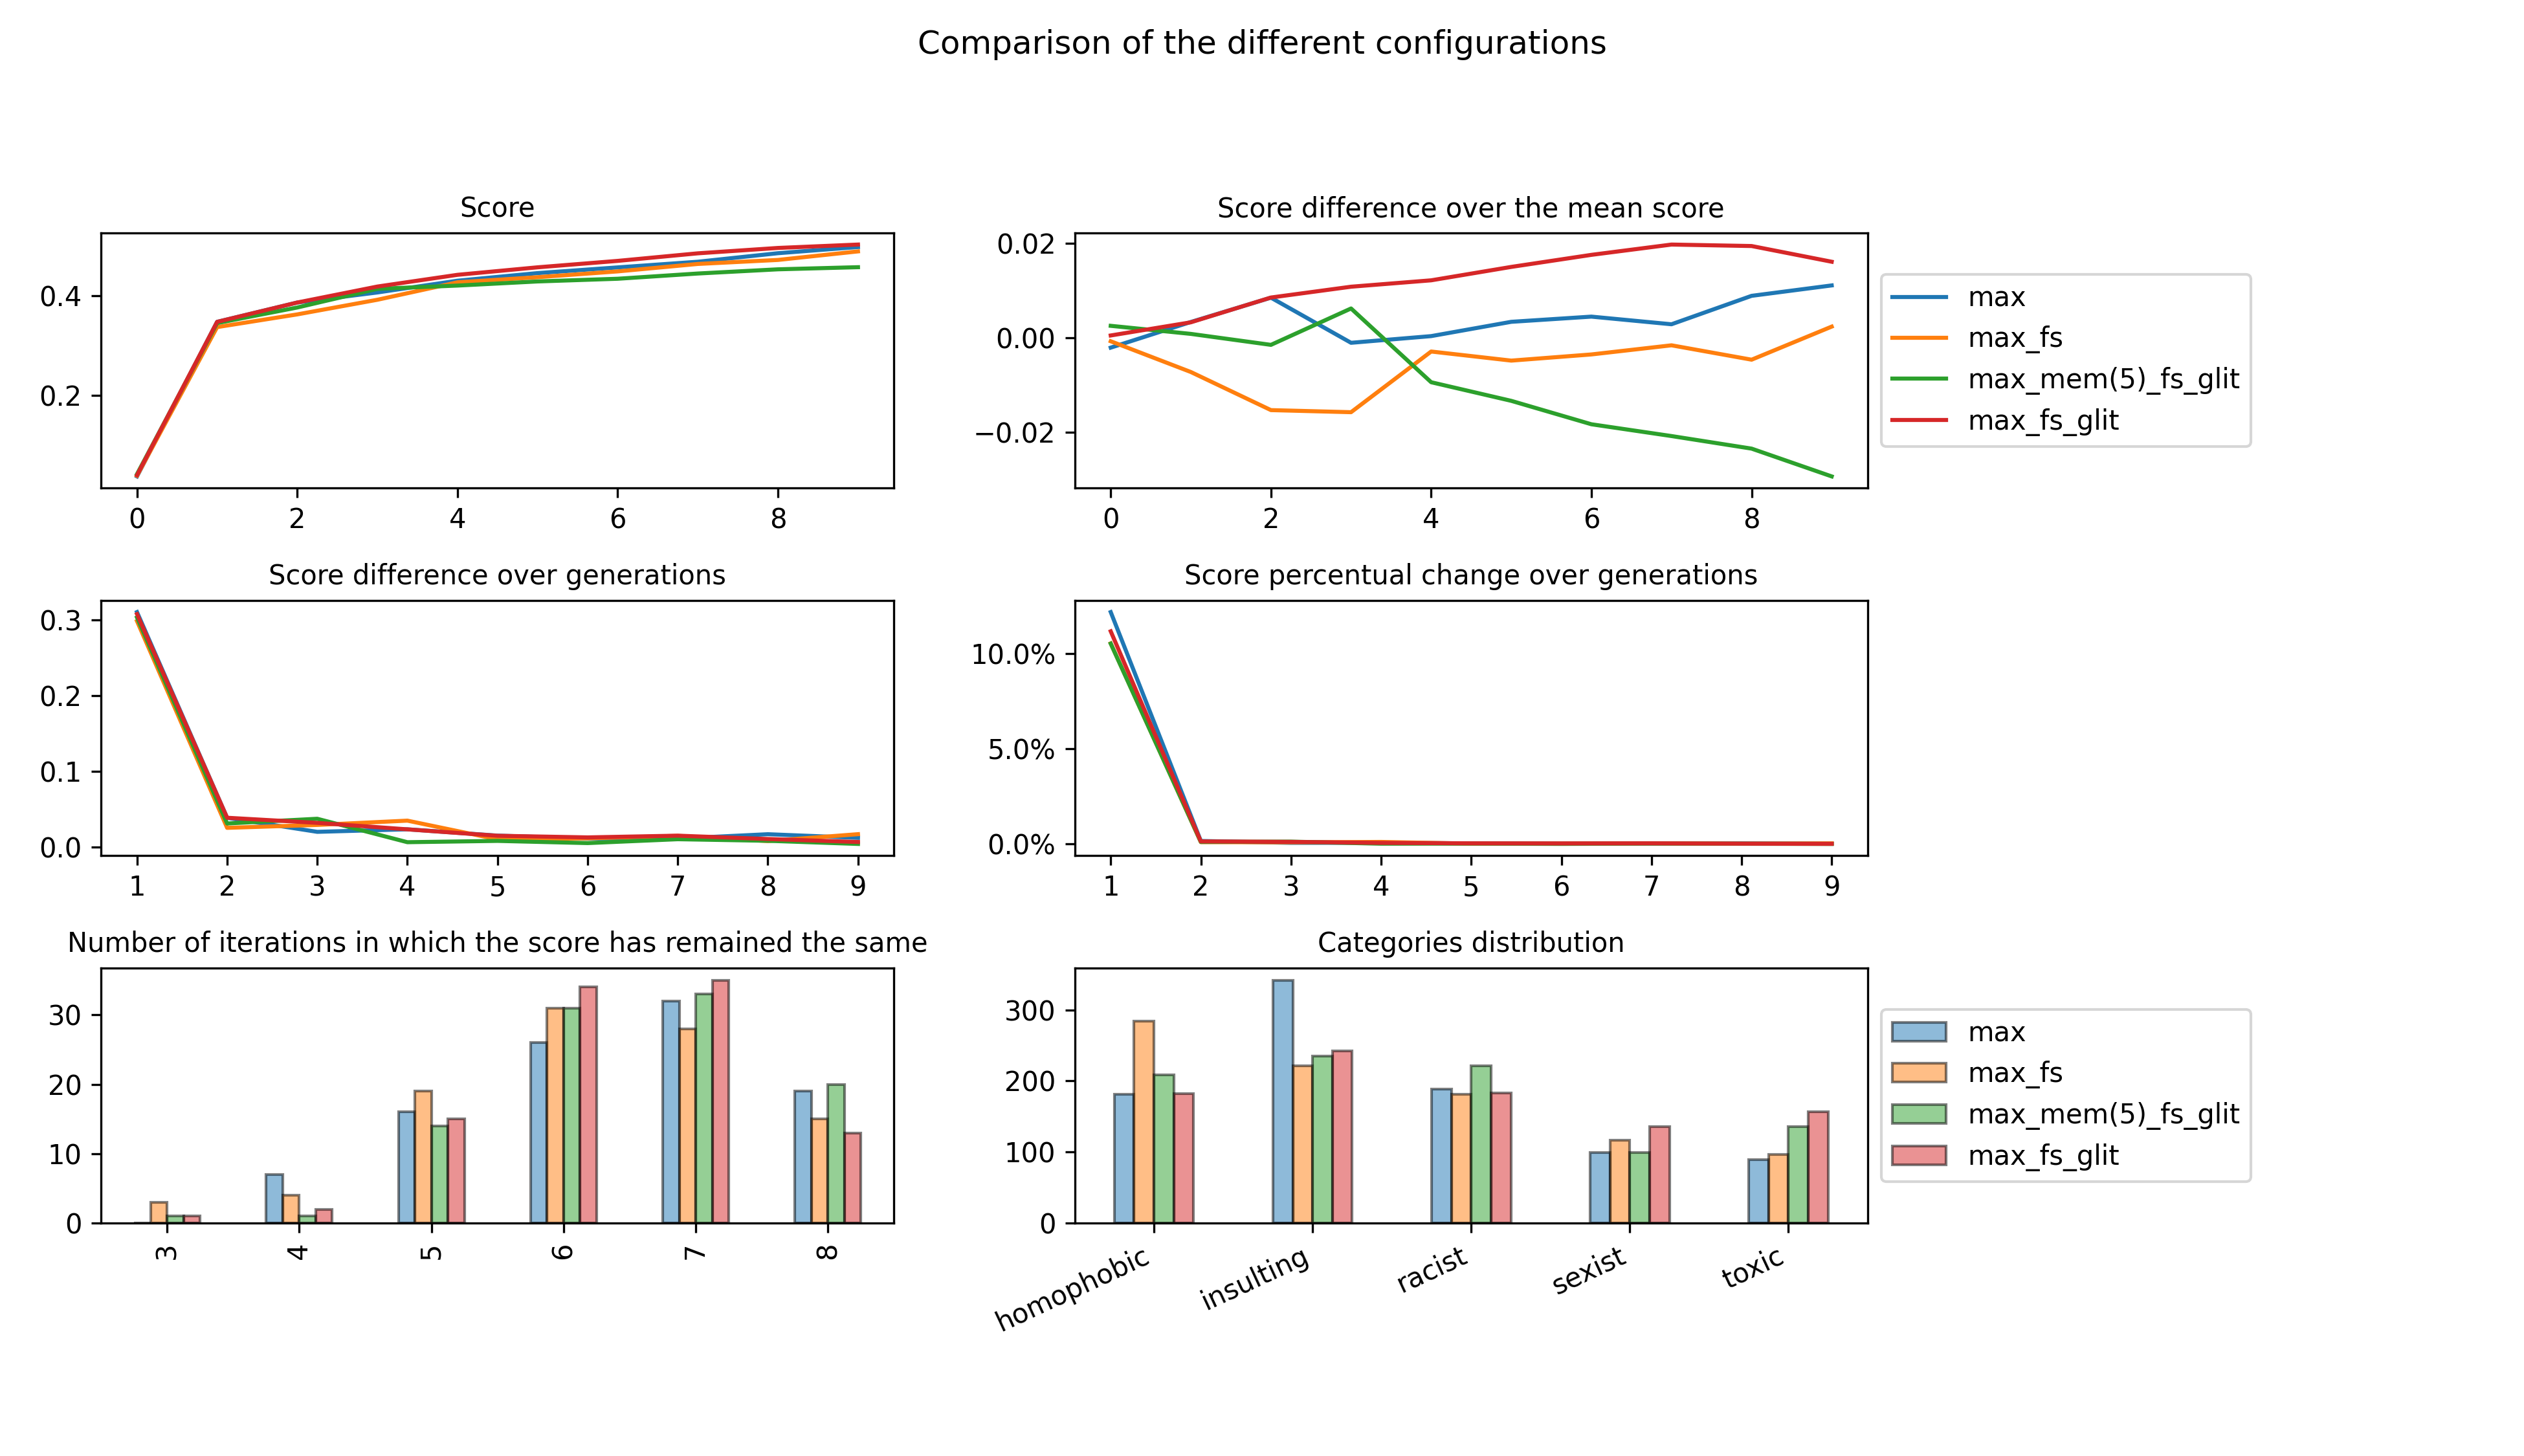 Comparison of the different configurations
Score
0.4
0.2
0 2 4 6 8
Score difference over the mean score
0.02
0.00
−0.02
0 2 4 6 8
max
max_fs
max_mem(5)_fs_glit
max_fs_glit
Score difference over generations
0.3
0.2
0.1
0.0
1 2 3 4 5 6 7 8 9
Score percentual change over generations
10.0%
5.0%
0.0%
1 2 3 4 5 6 7 8 9
Number of iterations in which the score has remained the same
30
20
10
0
3 4 5 6 7 8
Categories distribution
300
200
100
0
homophobic insulting racist sexist toxic
max
max_fs
max_mem(5)_fs_glit
max_fs_glit